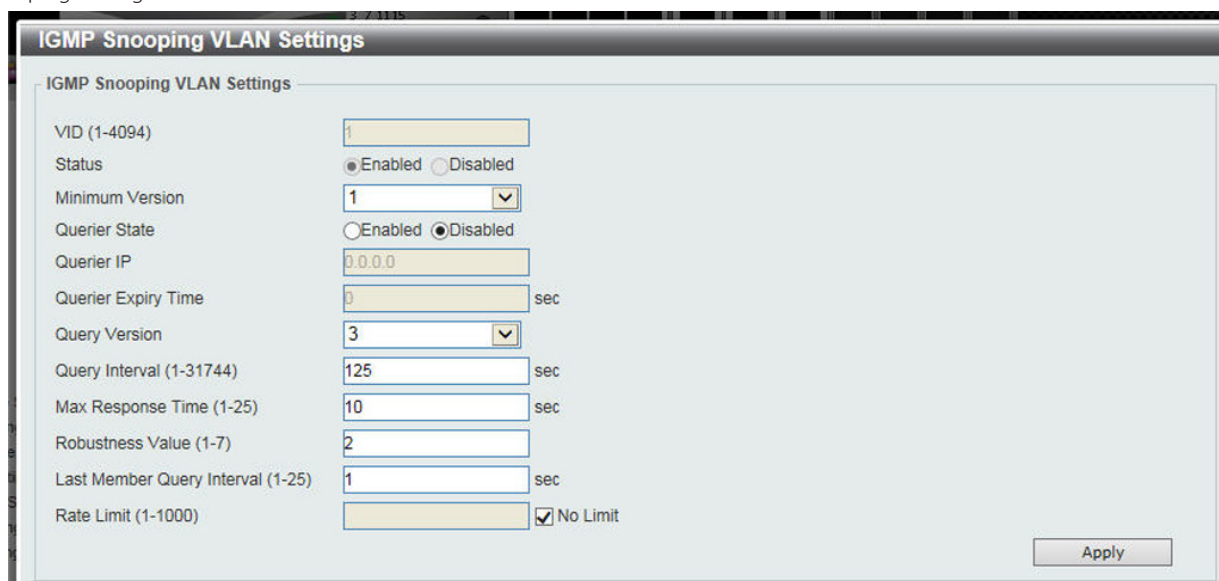 3 / 1115
IGMP Snooping VLAN Settings
IGMP Snooping VLAN Settings
VID (1-4094) 1
Status Enabled Disabled
Minimum Version 1
Querier State Enabled Disabled
Querier IP 0.0.0.0
Querier Expiry Time 0 sec
Query Version 3
Query Interval (1-31744) 125 sec
Max Response Time (1-25) 10 sec
Robustness Value (1-7) 2
Last Member Query Interval (1-25) 1 sec
Rate Limit (1-1000) No Limit
Apply